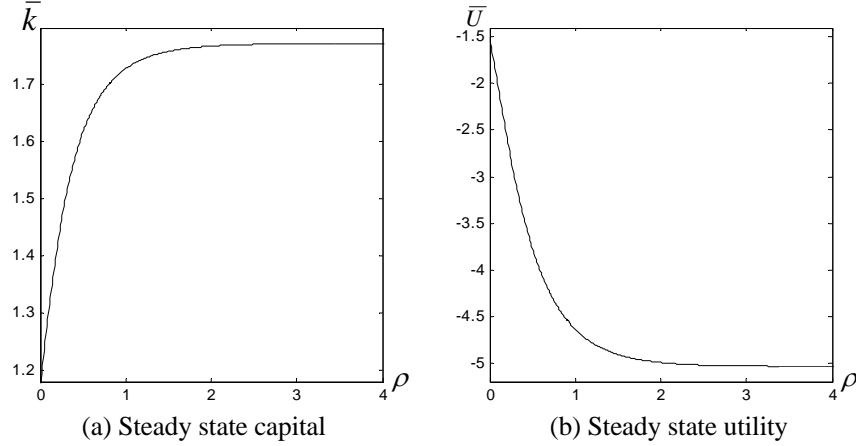 k̄
1.7
1.6
1.5
1.4
1.3
1.2
0 1 2 3 4 ρ
(a) Steady state capital
U̅
-1.5
-2
-2.5
-3
-3.5
-4
-4.5
-5
0 1 2 3 4 ρ
(b) Steady state utility